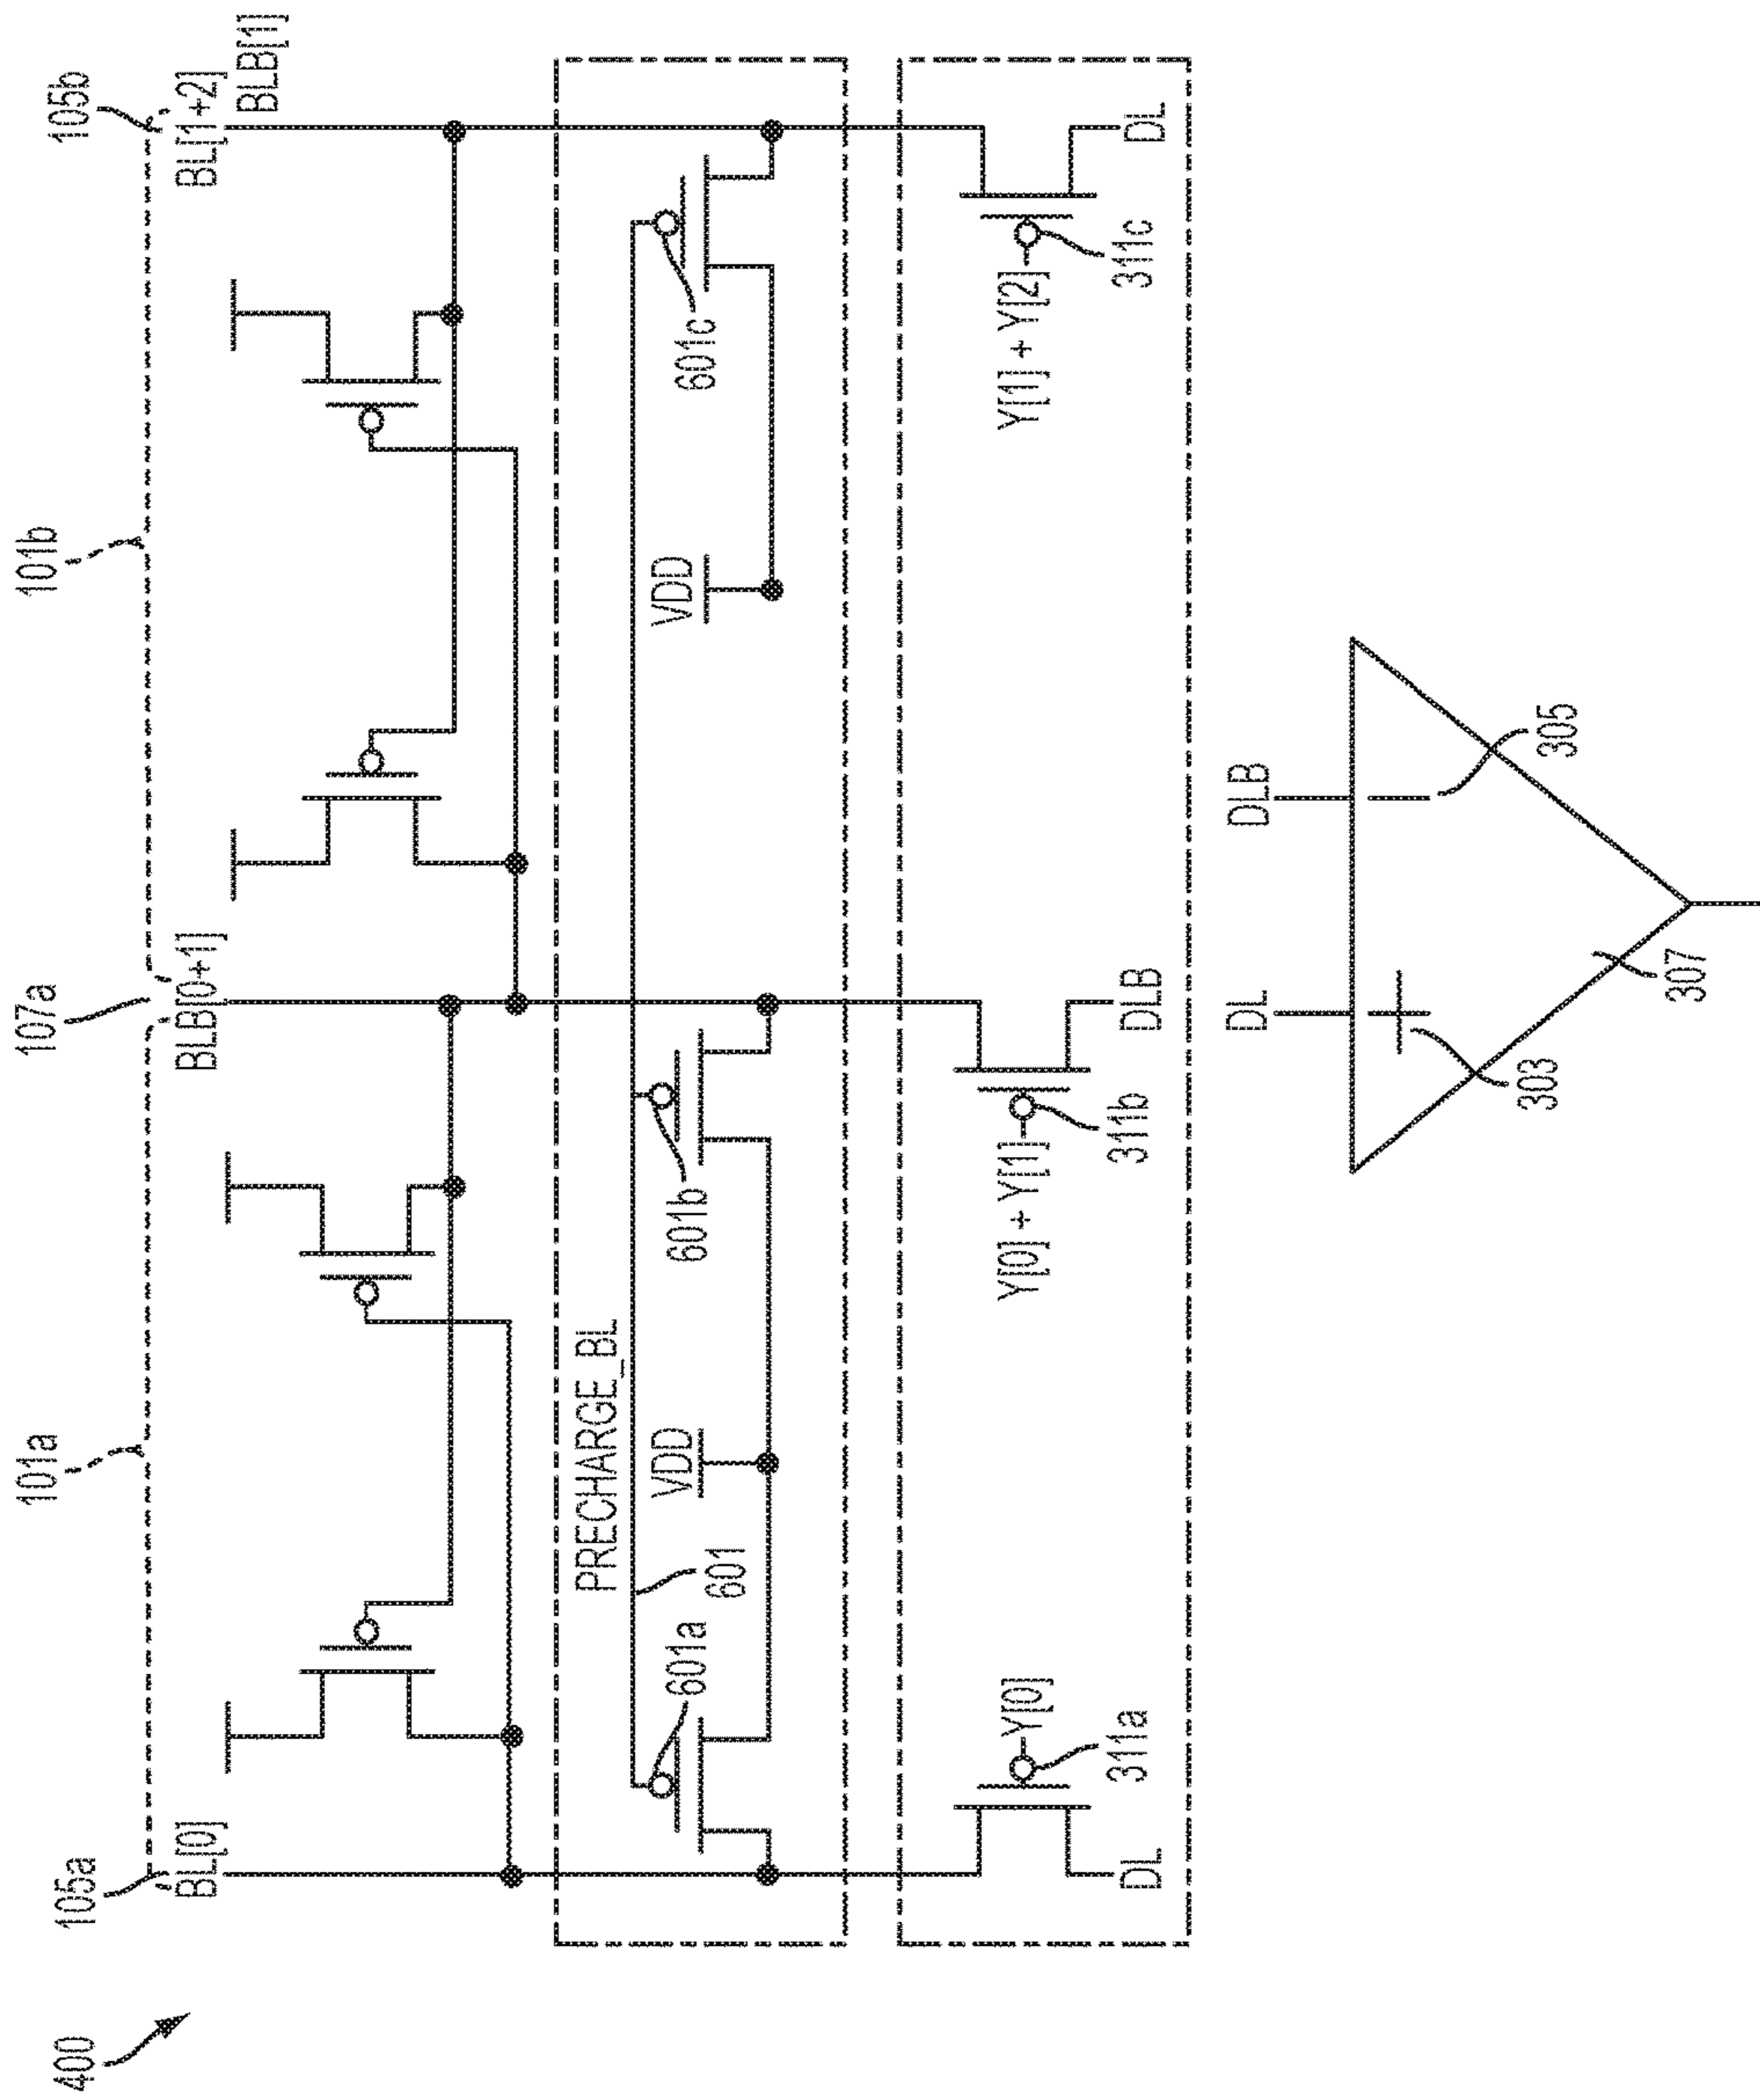 400
101a
101b
105a
107a
105b
BL[0]
BLB[0+1]
BL[1+2]
BLB[1]
PRECHARGE_BL
601a
601
VDD
601b
VDD
601c
Y[0]
311a
DL
Y[0] + Y[1]
311b
DLB
Y[1] + Y[2]
311c
DL
DL
DLB
303
305
307